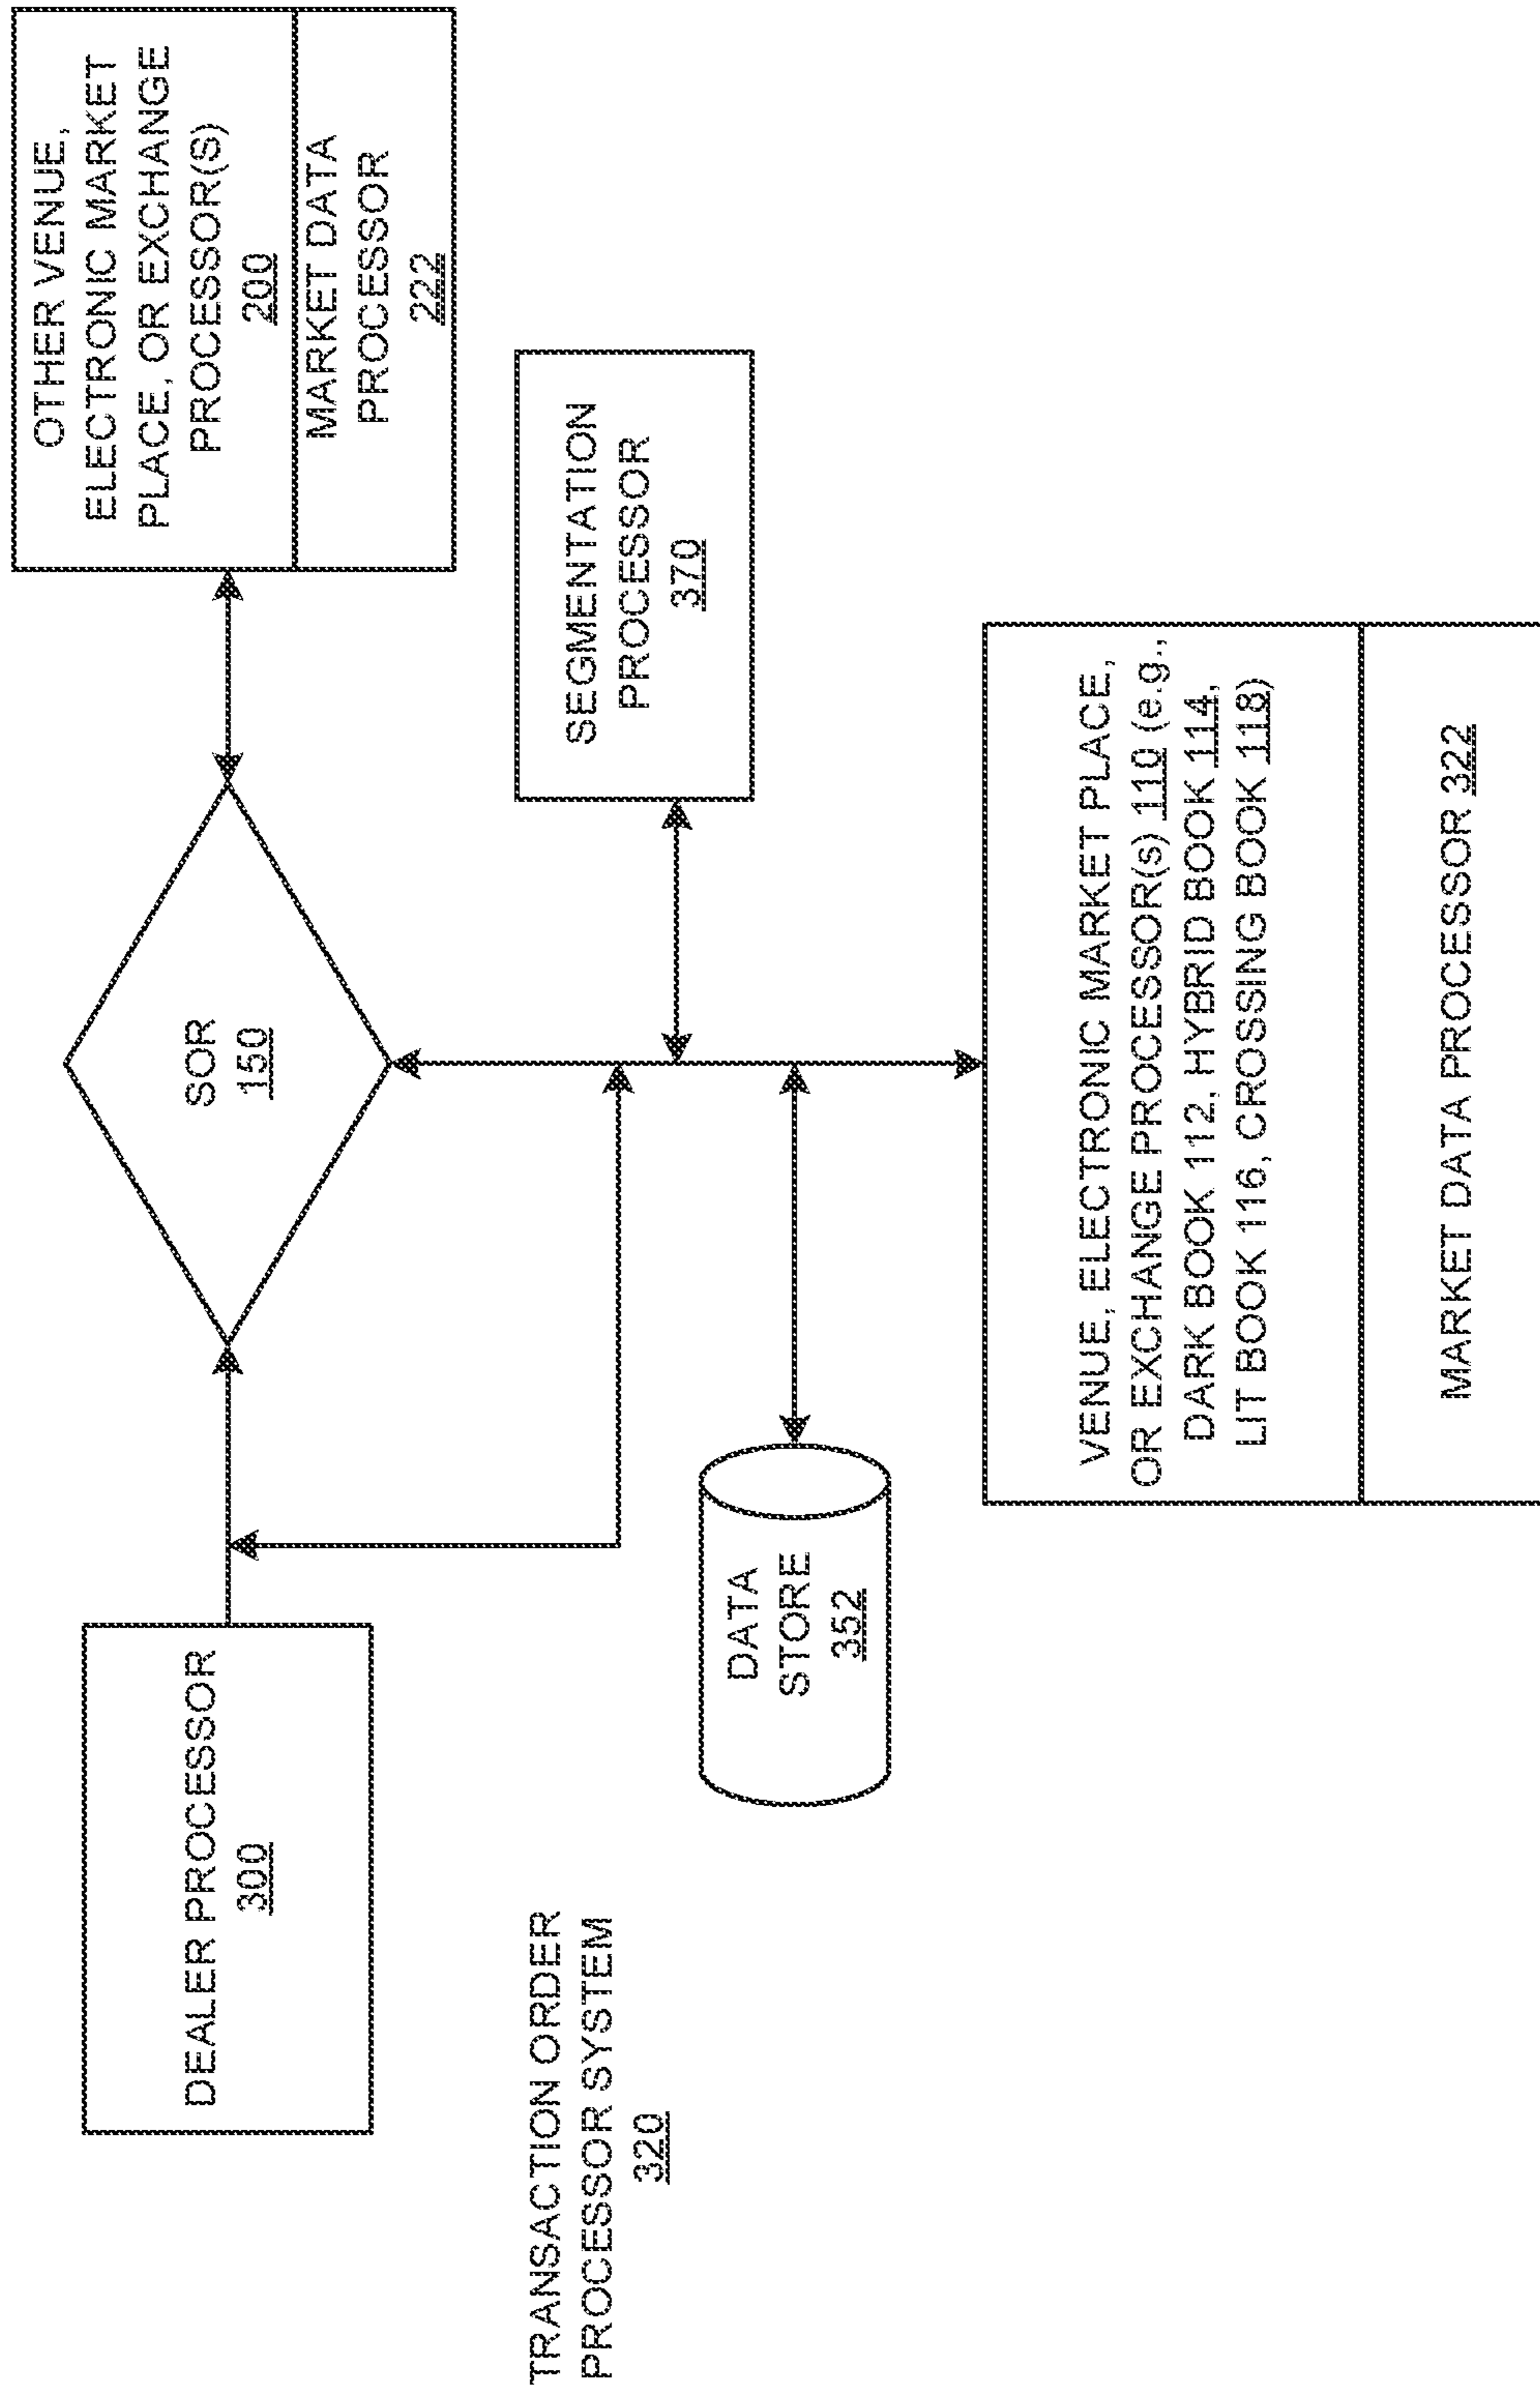 DEALER PROCESSOR
300
SOR
150
OTHER VENUE,
ELECTRONIC MARKET
PLACE, OR EXCHANGE
PROCESSOR(S)
200
MARKET DATA
PROCESSOR
222
TRANSACTION ORDER
PROCESSOR SYSTEM
320
DATA
STORE
352
SEGMENTATION
PROCESSOR
370
VENUE, ELECTRONIC MARKET PLACE,
OR EXCHANGE PROCESSOR(s) 110 (e.g.,
DARK BOOK 112, HYBRID BOOK 114,
LIT BOOK 116, CROSSING BOOK 118)
MARKET DATA PROCESSOR 322